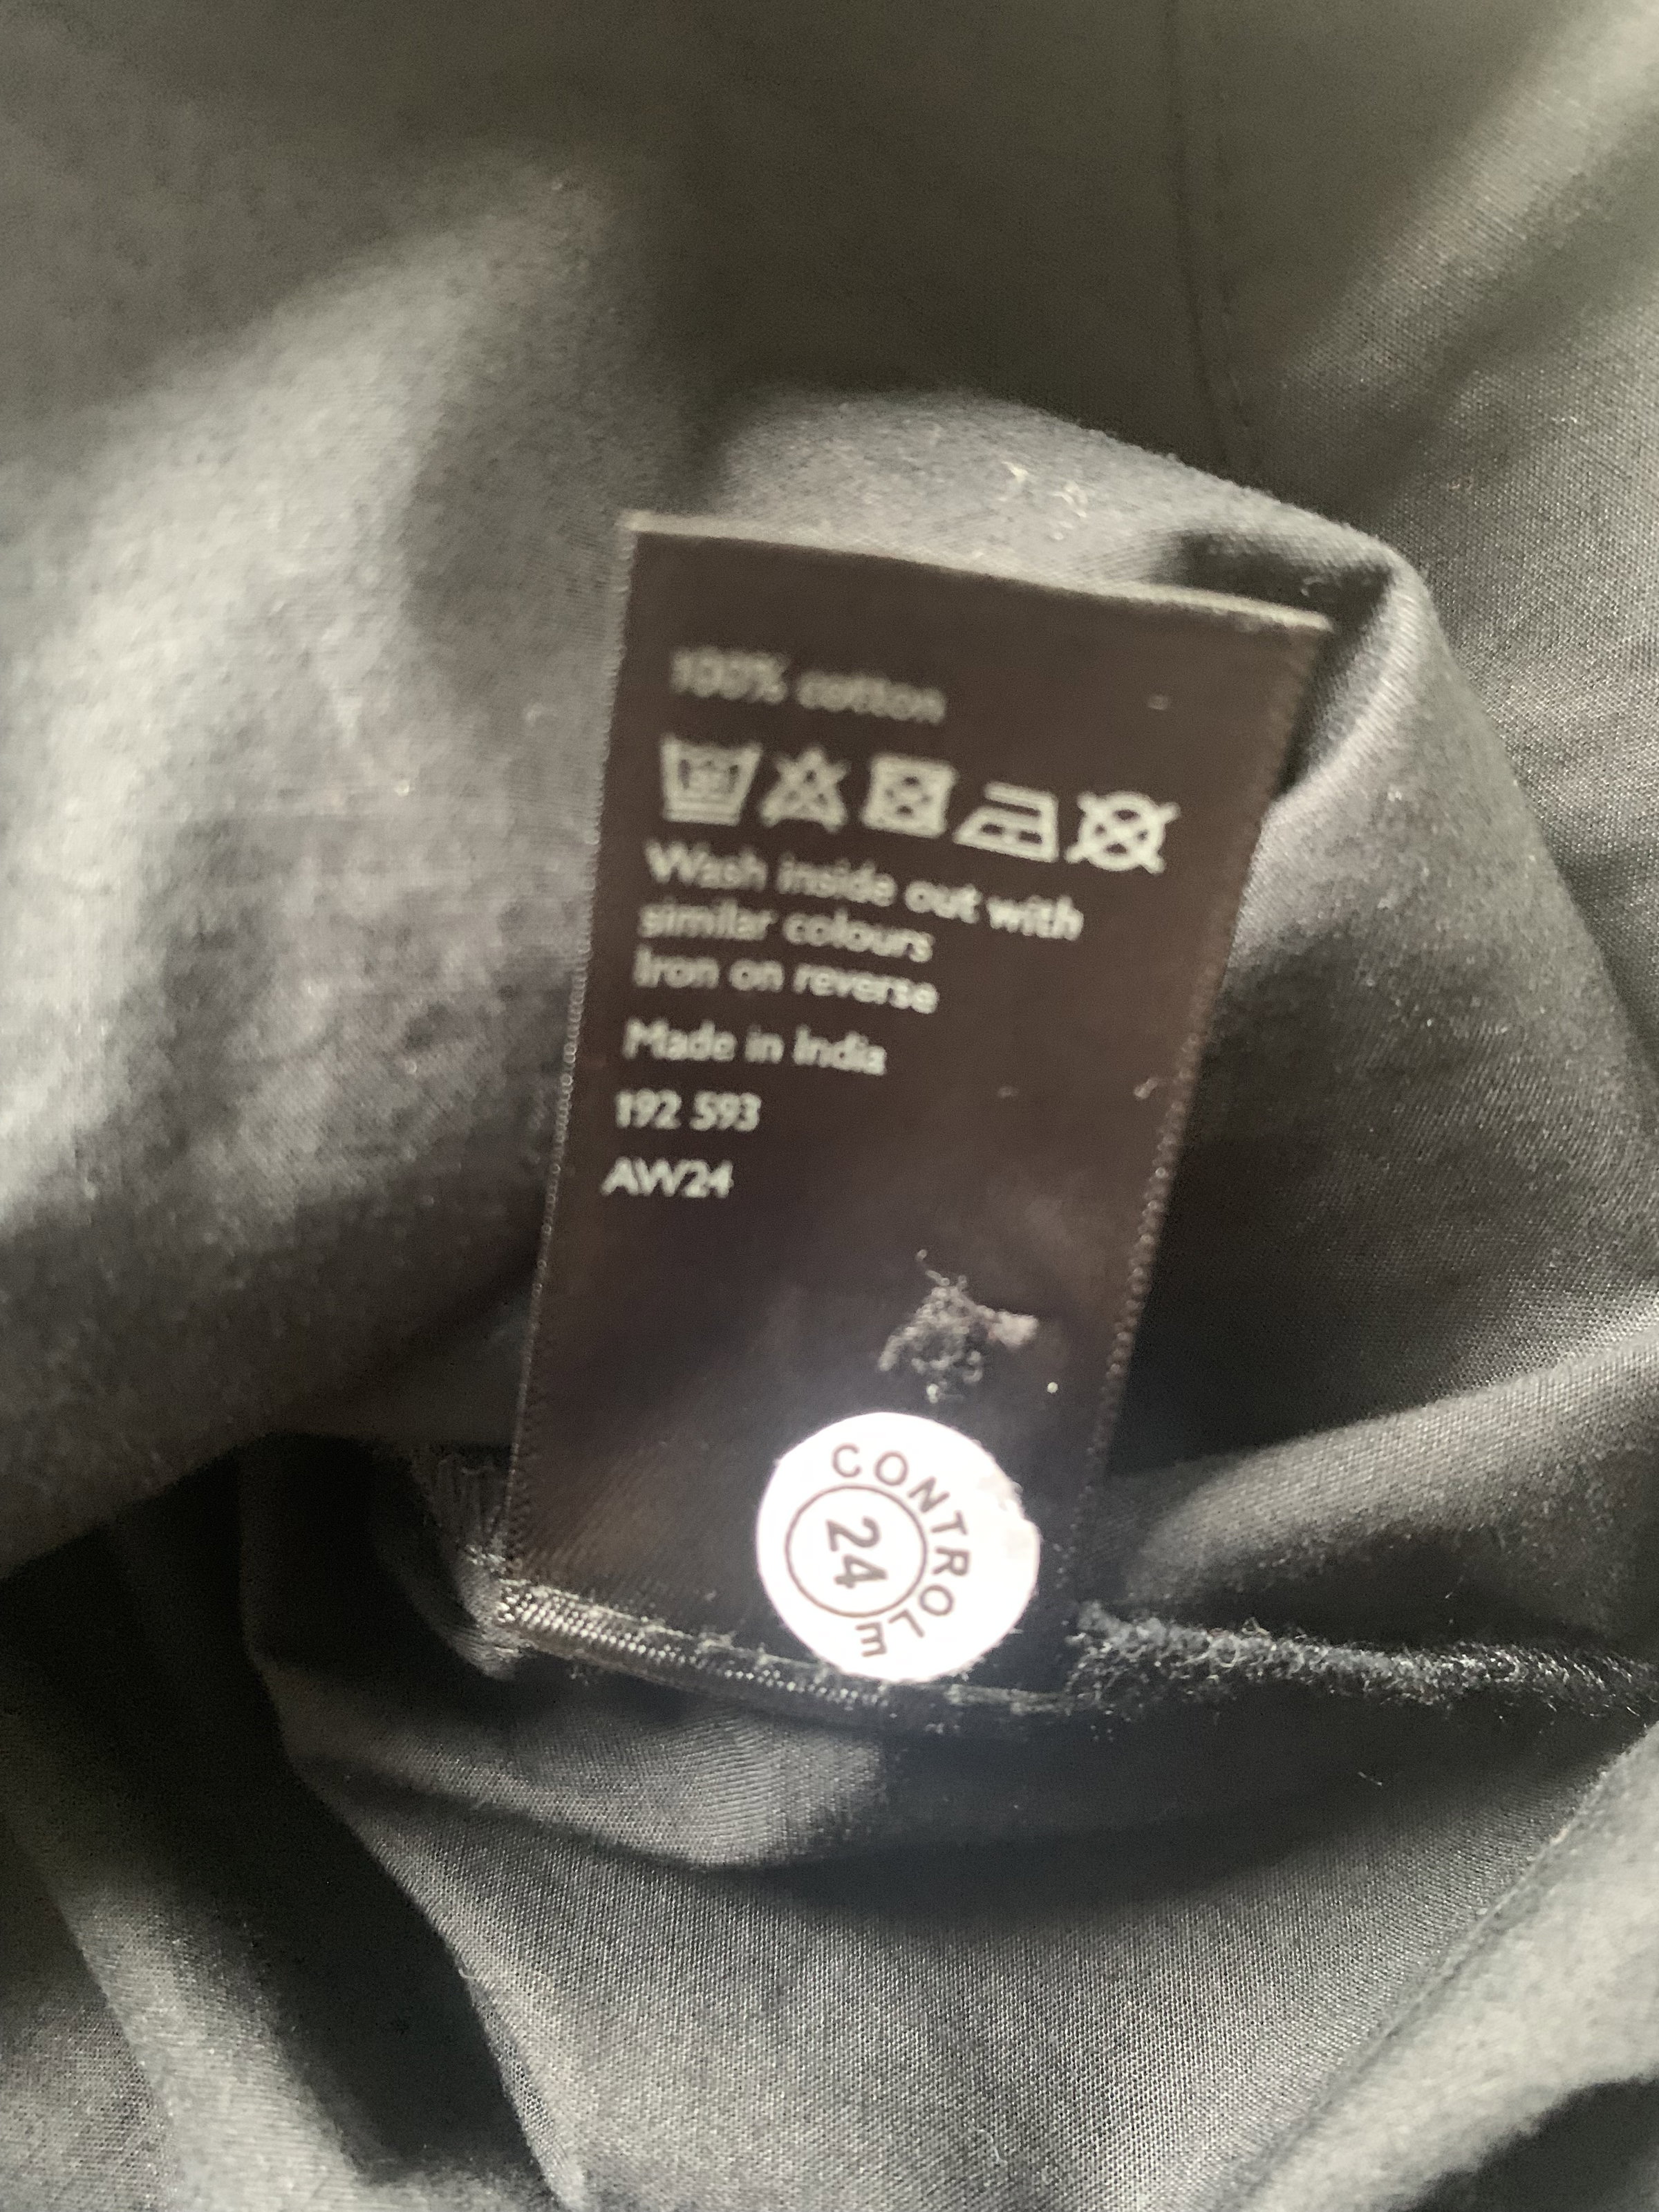 100% cotton
Wash inside out with
similar colours
Iron on reverse
Made in India
192 593
AW24
CONTROLE
24